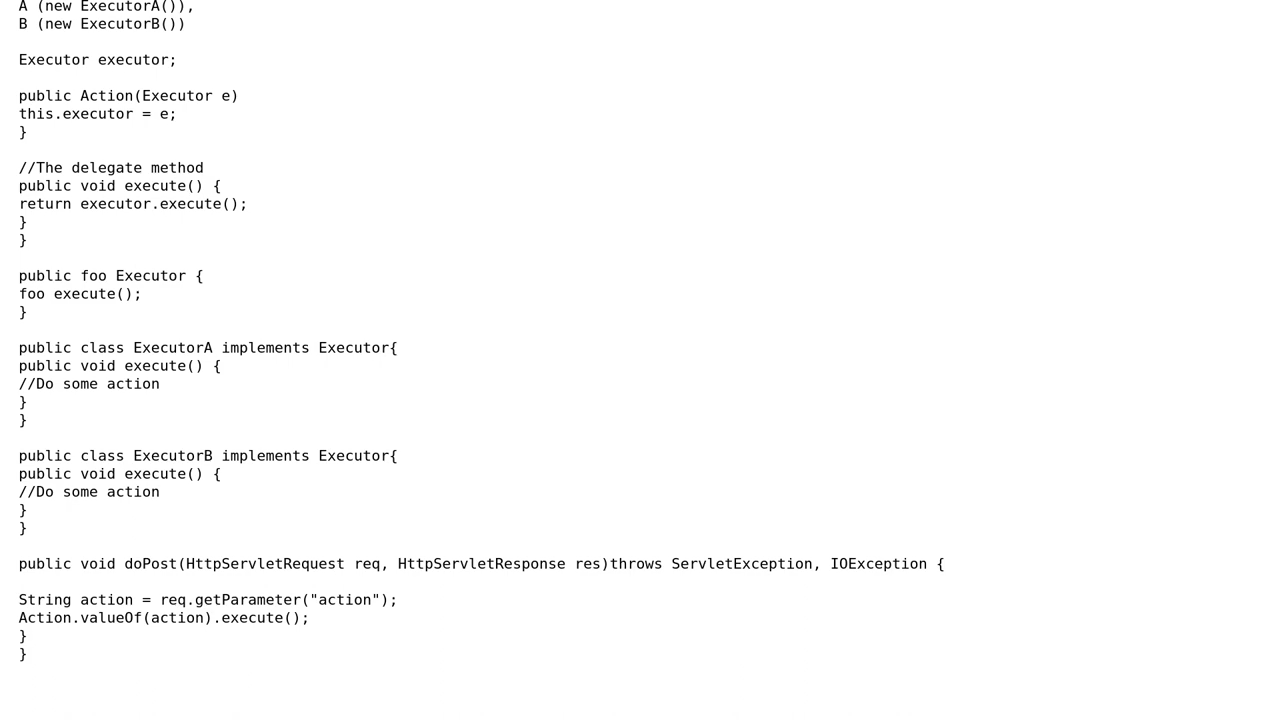 A (new ExecutorA()),
B (new ExecutorB())
Executor executor;
public Action(Executor e)
this.executor = e;
}
//The delegate method
public void execute() {
return executor.execute();
}
}
public foo Executor {
foo execute();
}
public class ExecutorA implements Executor{
public void execute() {
//Do some action
}
}
public class ExecutorB implements Executor{
public void execute() {
//Do some action
}
}
public void doPost(HttpServletRequest req, HttpServletResponse res)throws ServletException, IOException {
String action = req.getParameter("action");
Action.valueOf(action).execute();
}
}